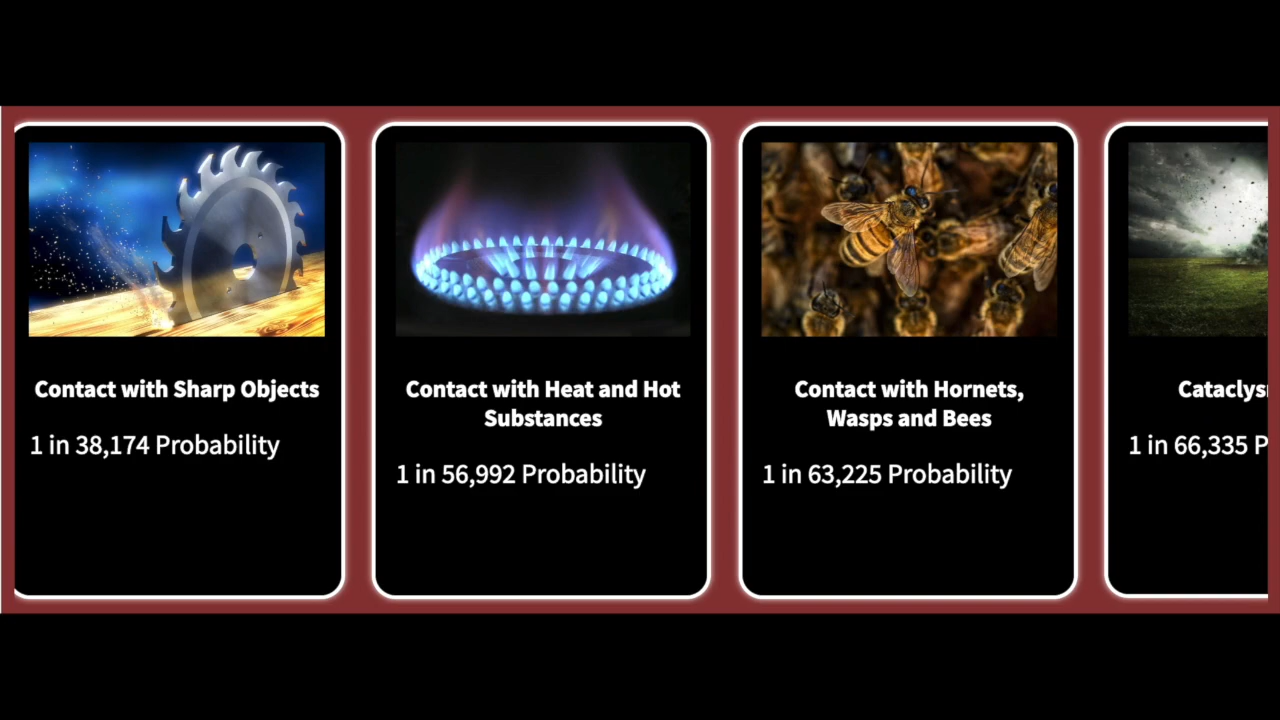 Contact with Sharp Objects
1 in 38,174 Probability
Contact with Heat and Hot
Substances
1 in 56,992 Probability
Contact with Hornets,
Wasps and Bees
1 in 63,225 Probability
1 in 66,335